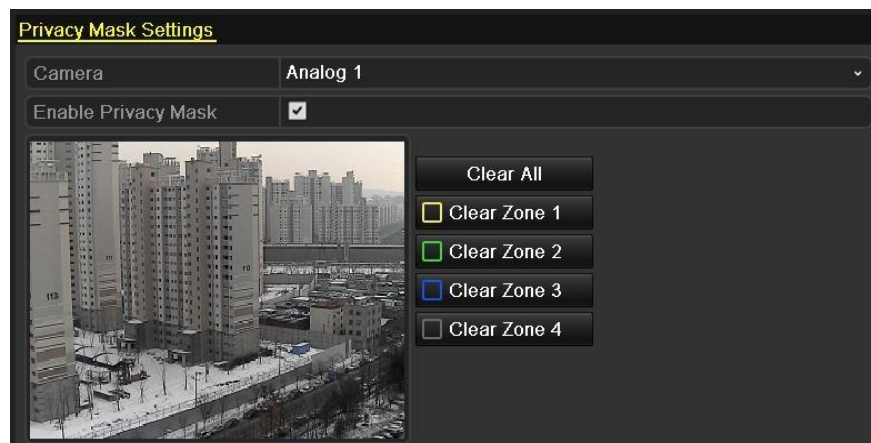 Privacy Mask Settings
Camera
Analog 1
Enable Privacy Mask
Clear All
Clear Zone 1
Clear Zone 2
Clear Zone 3
Clear Zone 4
113